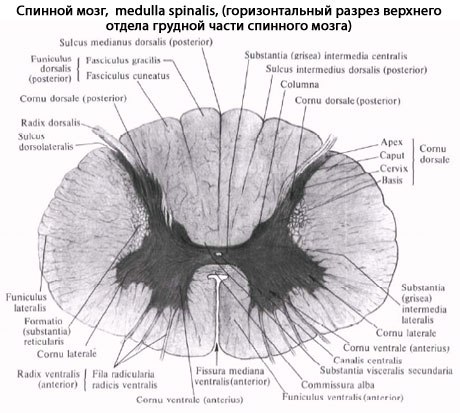 Спинной мозг, medulla spinalis, (горизонтальный разрез верхнего
отдела грудной части спинного мозга)
Sulcus medianus dorsalis (posterior)
Funiculus
dorsalis
(posterior)
Fasciculus gracilis
Fasciculus cuneatus
Cornu dorsale (posterior)
Radix dorsalis
Sulcus
dorsolateralis
Substantia (grisea) intermedia centralis
Sulcus intermedius dorsalis (posterior)
Columna
Cornu dorsale (posterior)
Apex
Caput
Cervix
Basis
Cornu
dorsale
Funiculus
lateralis
Formatio
(substantia)
reticularis
Cornu laterale
Radix ventralis
(anterior)
Fila radicularia
radicis ventralis
Cornu ventrale (anterius)
Fissura mediana
ventralis (anterior)
Substantia
(grisea)
intermedia
lateralis
Cornu laterale
Cornu ventrale (anterius)
Canalis centralis
Substantia visceralis secundaria
Commissura alba
Funiculus ventralis (anterior)